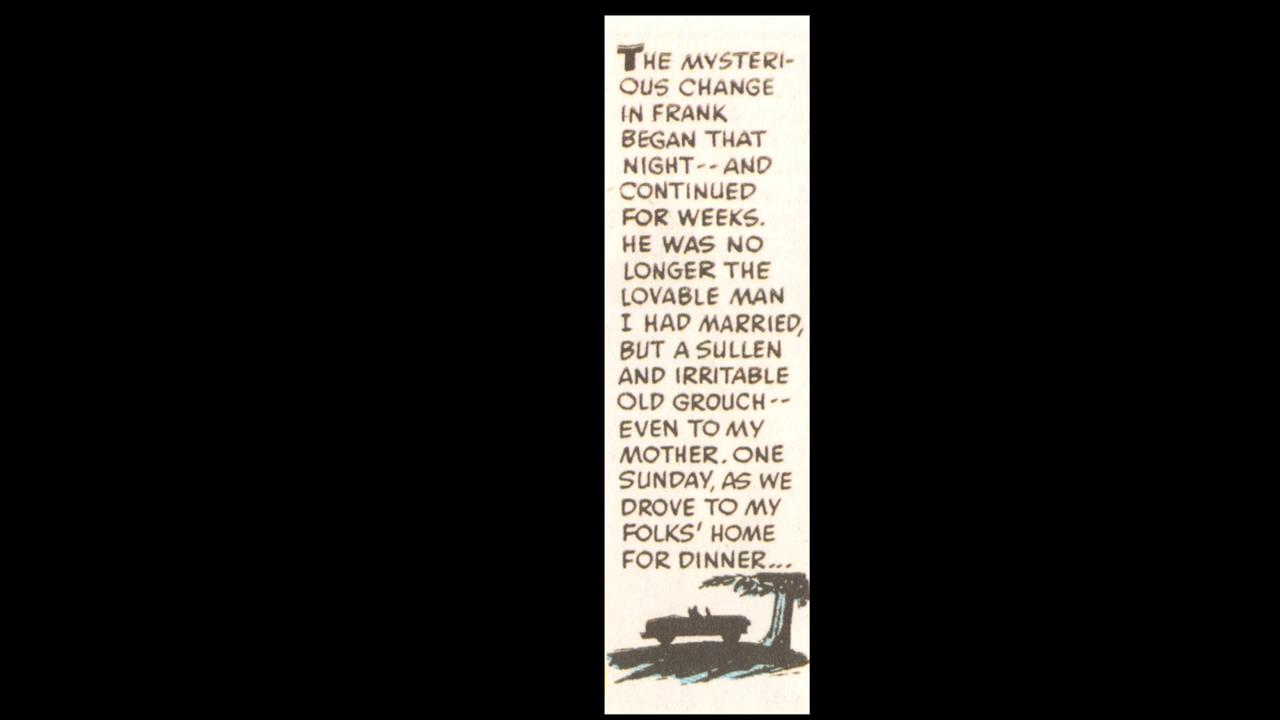 THE MYSTERI-
OUS CHANGE
IN FRANK
BEGAN THAT
NIGHT--AND
CONTINUED
FOR WEEKS.
HE WAS NO
LONGER THE
LOVABLE MAN
I HAD MARRIED,
BUT A SULLEN
AND IRRITABLE
OLD GROUCH--
EVEN TO MY
MOTHER. ONE
SUNDAY, AS WE
DROVE TO MY
FOLKS' HOME
FOR DINNER...